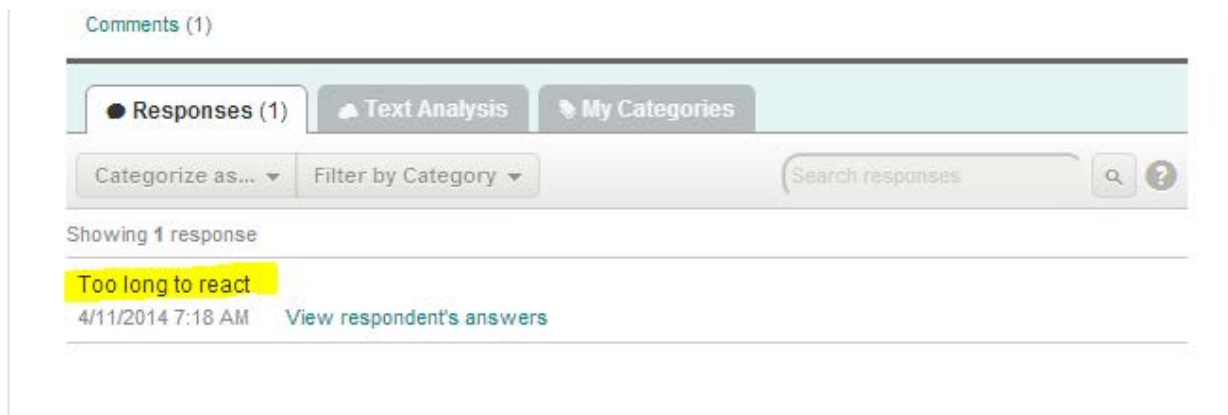 Comments (1)
Responses (1) Text Analysis My Categories
Categorize as... Filter by Category Search responses ?
Showing 1 response
Too long to react
4/11/2014 7:18 AM View respondent's answers